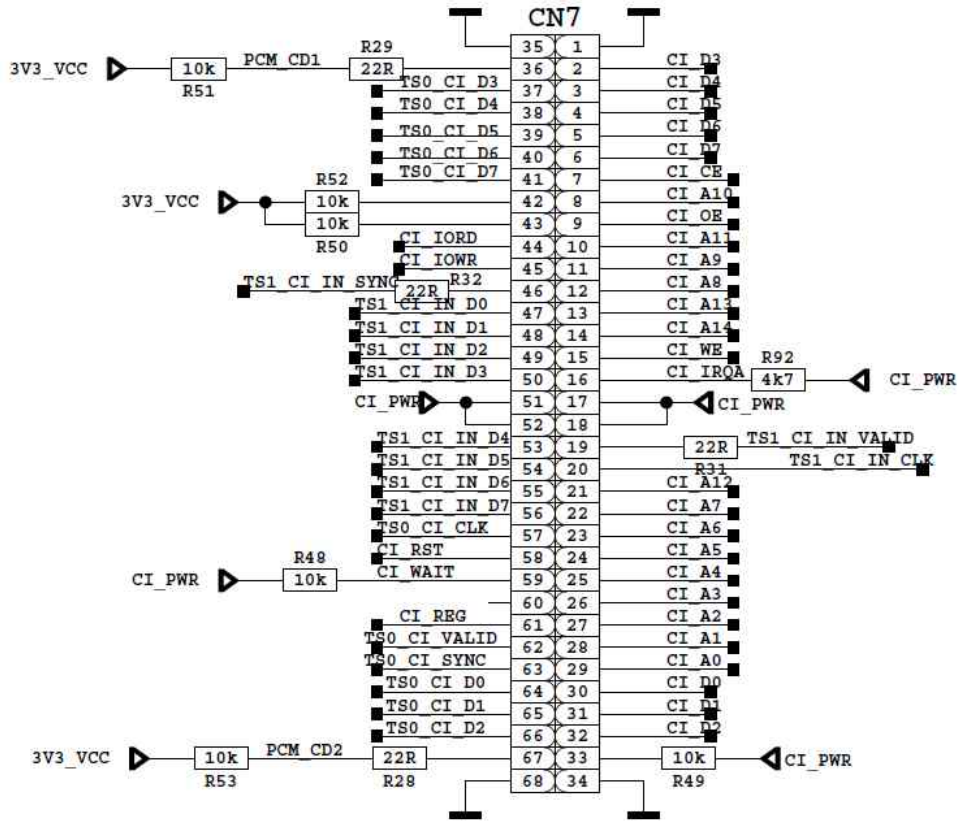 CN7
35 1
3V3_VCC 10k R51 PCM_CD1 R29 22R 36 2 CI_D3
TS0_CI_D3 37 3 CI_D4
TS0_CI_D4 38 4 CI_D5
TS0_CI_D5 39 5 CI_D6
TS0_CI_D6 40 6 CI_D7
TS0_CI_D7 41 7 CI_CE
3V3_VCC R52 10k 42 8 CI_A10
10k R50 43 9 CI_OE
CI_IORD 44 10 CI_A11
CI_IOWR 45 11 CI_A9
TS1_CI_IN_SYNC 22R R32 46 12 CI_A8
TS1_CI_IN_D0 47 13 CI_A13
TS1_CI_IN_D1 48 14 CI_A14
TS1_CI_IN_D2 49 15 CI_WE
TS1_CI_IN_D3 50 16 CI_IRQA R92 4k7 CI_PWR
CI_PWR 51 17 CI_PWR
52 18
TS1_CI_IN_D4 53 19 22R R31 TS1_CI_IN_VALID
TS1_CI_IN_D5 54 20 TS1_CI_IN_CLK
TS1_CI_IN_D6 55 21 CI_A12
TS1_CI_IN_D7 56 22 CI_A7
TS0_CI_CLK 57 23 CI_A6
CI_RST 58 24 CI_A5
CI_PWR R48 10k CI_WAIT 59 25 CI_A4
60 26 CI_A3
CI_REG 61 27 CI_A2
TS0_CI_VALID 62 28 CI_A1
TS0_CI_SYNC 63 29 CI_A0
TS0_CI_D0 64 30 CI_D0
TS0_CI_D1 65 31 CI_D1
TS0_CI_D2 66 32 CI_D2
3V3_VCC 10k R53 PCM_CD2 22R R28 67 33 10k R49 CI_PWR
68 34